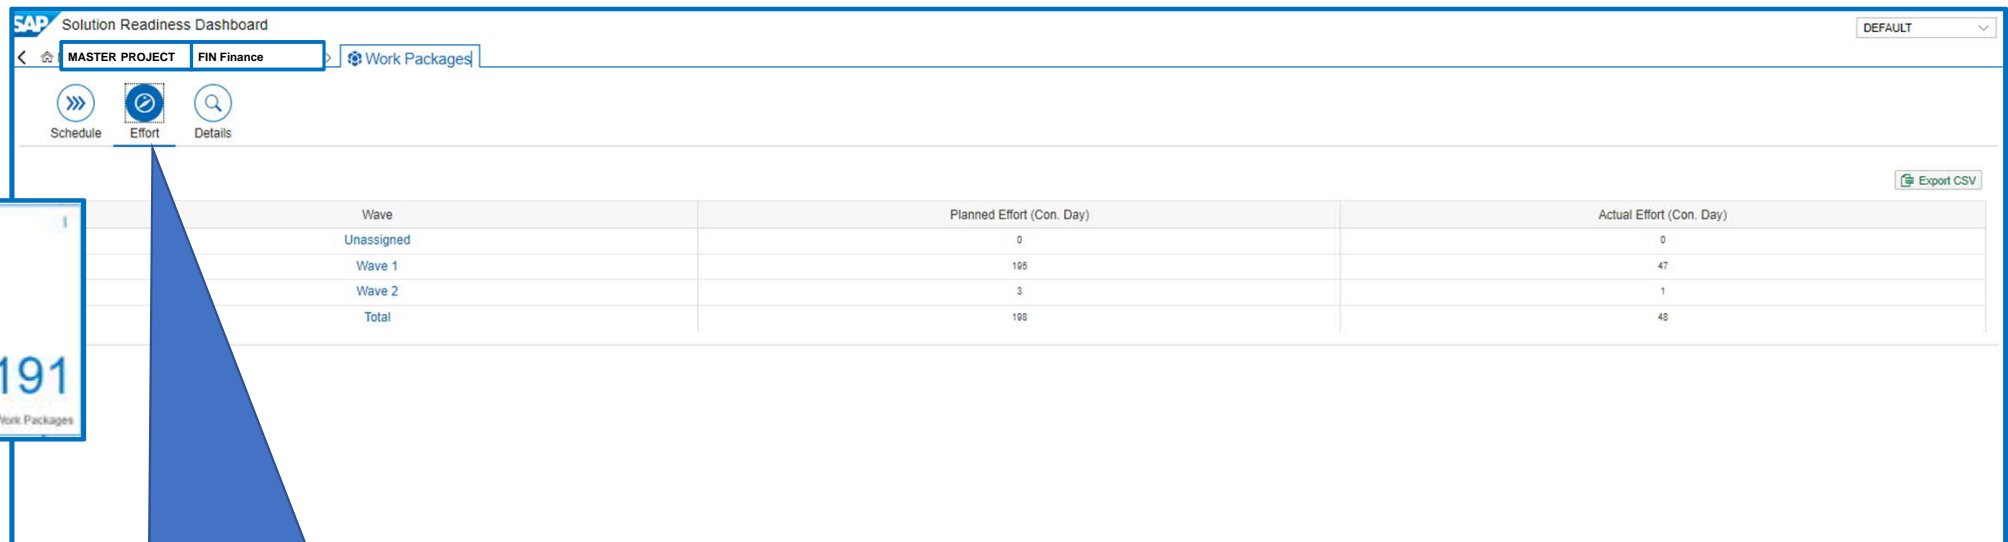 SAP Solution Readiness Dashboard
DEFAULT
MASTER PROJECT FIN Finance Work Packages
Schedule Effort Details
Export CSV
Wave Planned Effort (Con. Day) Actual Effort (Con. Day)
Unassigned 0 0
Wave 1 195 47
Wave 2 3 1
Total 198 48
191
Work Packages